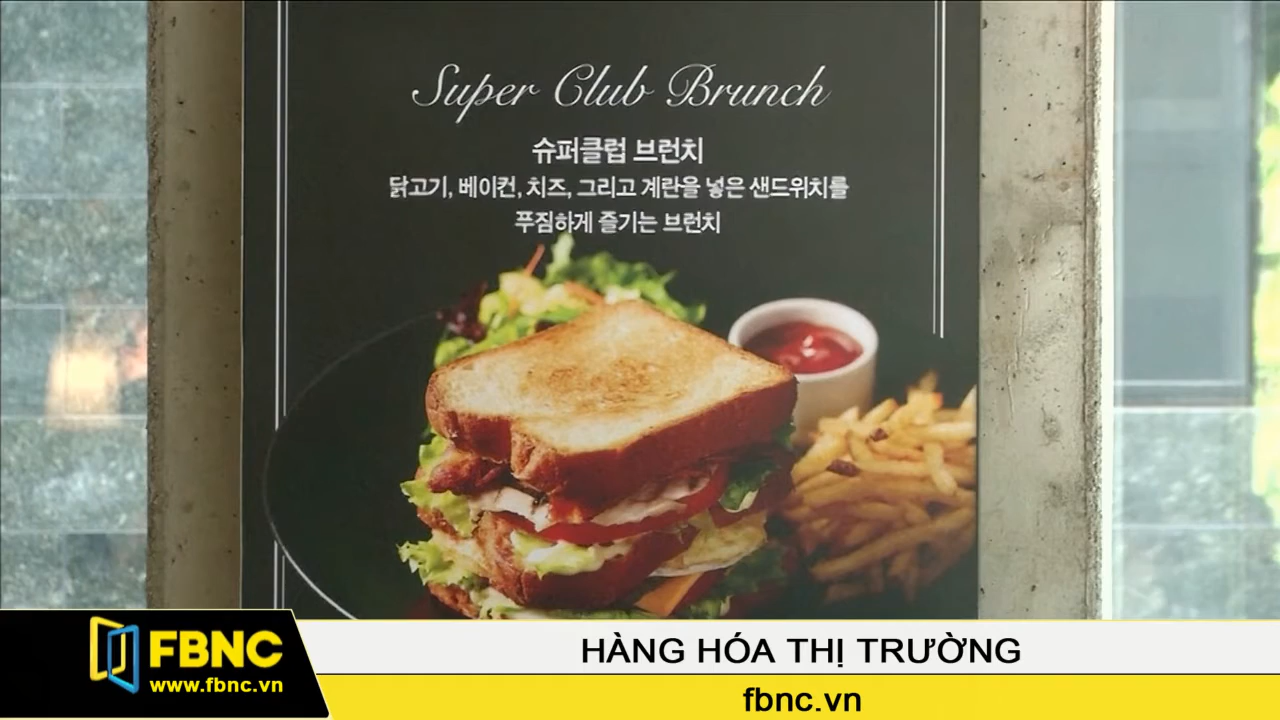 Super Club Brunch
슈퍼클럽 브런치
닭고기, 베이컨, 치즈, 그리고 계란을 넣은 샌드위치를
푸짐하게 즐기는 브런치
FBNC
www.fbnc.vn
HÀNG HÓA THỊ TRƯỜNG
fbnc.vn